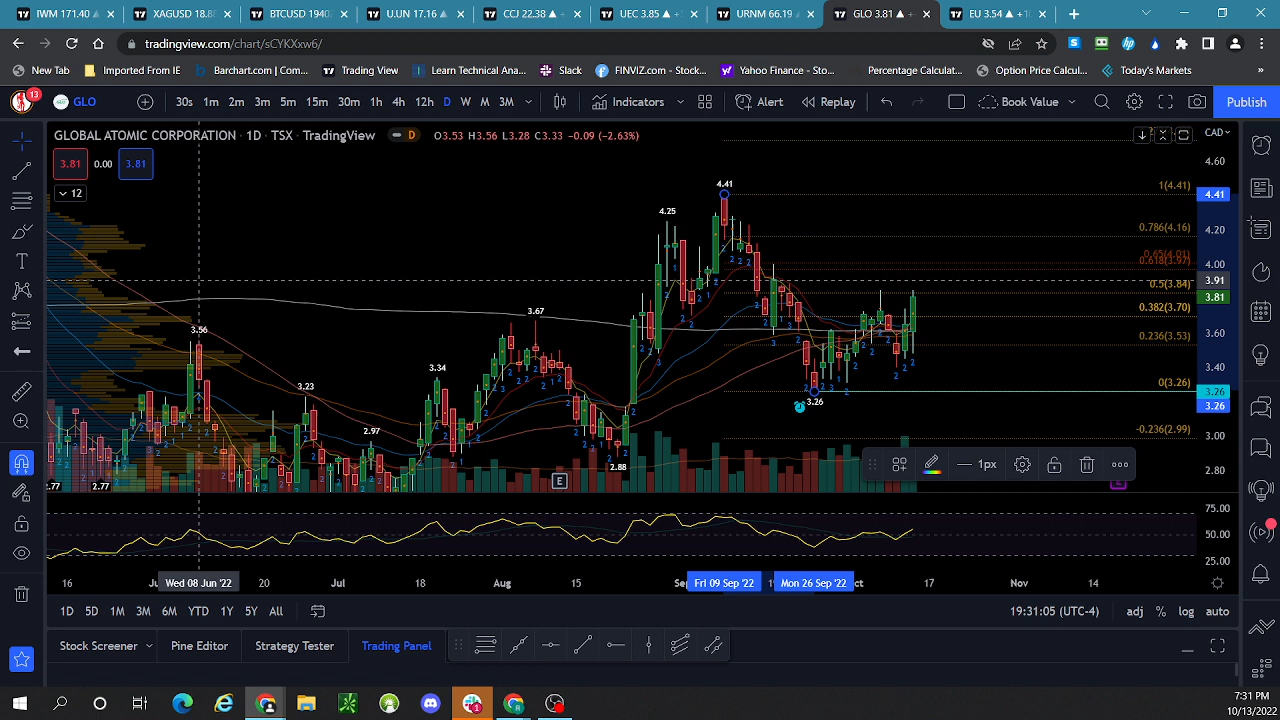 IWM 171.40 ▲
XAGUSD 18.8
BTCUSD 1940
U.UN 17.16 ▲
CCJ 22.38 ▲ +
UEC 3.85 ▲ +
URNM 66.19
GLO 3.81 ▲ +
EU 3.54 ▲ +1
tradingview.com/chart/sCYKXxw6/
New Tab
Imported From IE
Barchart.com | Com...
Trading View
Learn Technical Ana...
Slack
FINVIZ.com - Stock...
Yahoo Finance - Sto...
Percentage Calculat...
Option Price Calcul...
Today's Markets
13
GLO
30s 1m 2m 3m 5m 15m 30m 1h 4h 12h D W M 3M
Indicators
Alert
Replay
Book Value
Publish
GLOBAL ATOMIC CORPORATION · 1D · TSX · TradingView
D
O3.53 H3.56 L3.28 C3.33 −0.09 (−2.63%)
CAD
3.81 0.00 3.81
12
4.60
4.41
1(4.41)
4.41
4.25
0.786(4.16)
4.20
0.65(4.01)
0.618(3.97)
4.00
3.91
0.5(3.84)
3.81
3.67
0.382(3.70)
3.56
0.236(3.53)
3.60
3.40
3.34
3.23
0(3.26)
3.26
3.26
3.26
2.97
-0.236(2.99)
3.00
2.88
2.80
1px
E
.77
2.77
75.00
50.00
25.00
16
Wed 08 Jun '22
20
Jul
18
Aug
15
Fri 09 Sep '22
Mon 26 Sep '22
17
Nov
14
1D 5D 1M 3M 6M YTD 1Y 5Y All
19:31:05 (UTC-4)
adj % log auto
Stock Screener
Pine Editor
Strategy Tester
Trading Panel
7:31 PM
10/13/2022